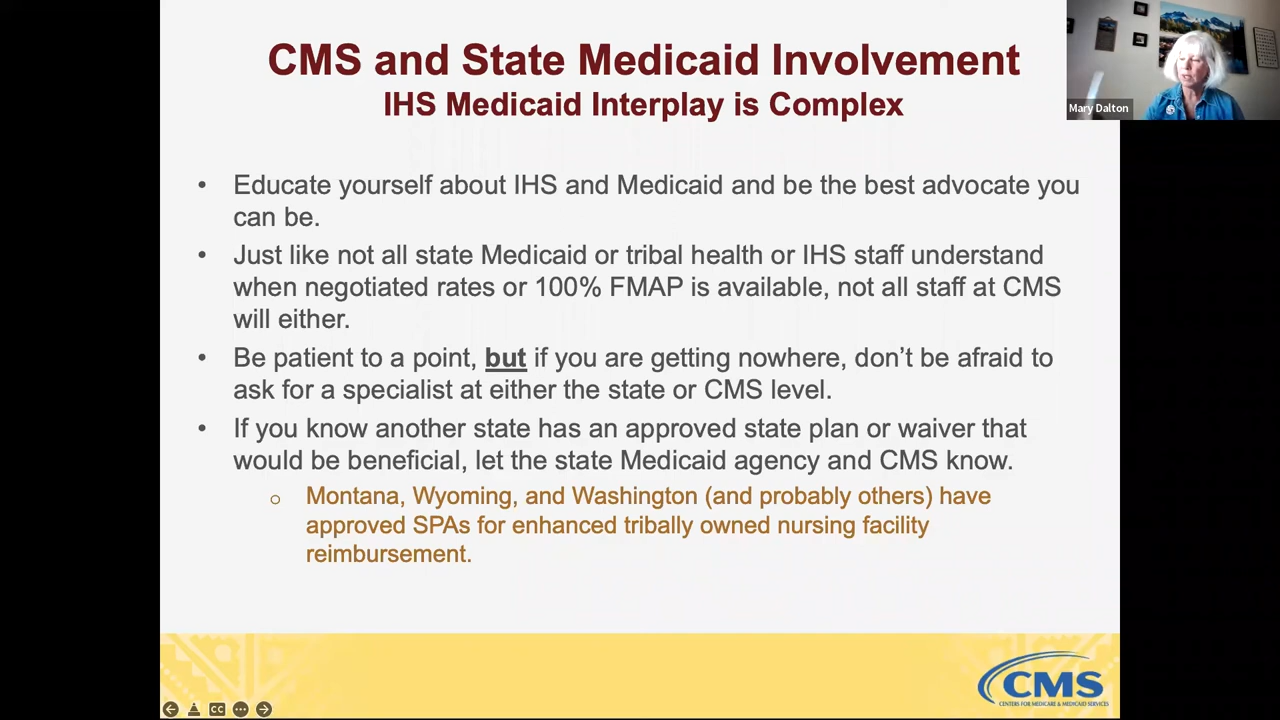 CMS and State Medicaid Involvement
IHS Medicaid Interplay is Complex
Mary Dalton
• Educate yourself about IHS and Medicaid and be the best advocate you
can be.
• Just like not all state Medicaid or tribal health or IHS staff understand
when negotiated rates or 100% FMAP is available, not all staff at CMS
will either.
• Be patient to a point, but if you are getting nowhere, don’t be afraid to
ask for a specialist at either the state or CMS level.
• If you know another state has an approved state plan or waiver that
would be beneficial, let the state Medicaid agency and CMS know.
o Montana, Wyoming, and Washington (and probably others) have
approved SPAs for enhanced tribally owned nursing facility
reimbursement.
CMS
CENTERS FOR MEDICARE & MEDICAID SERVICES
CC